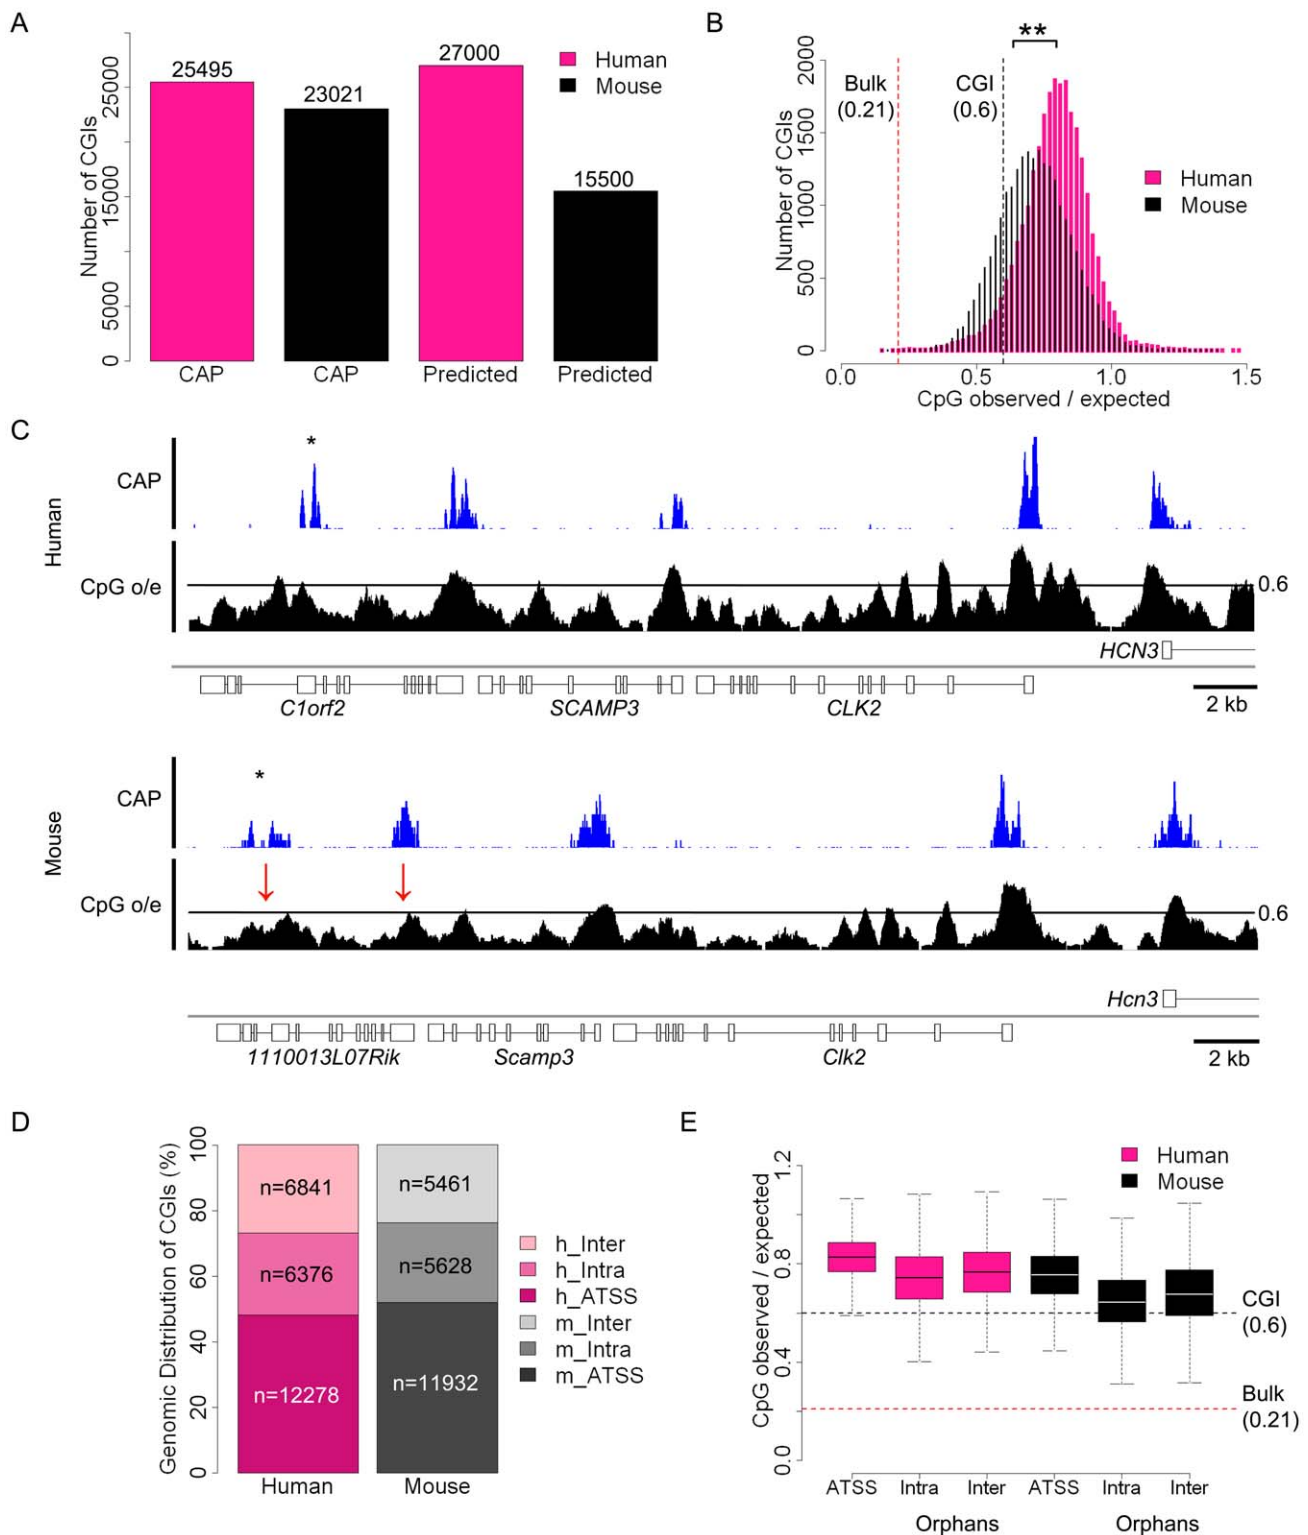 A
Number of CGIs
25000
15000
5000
0
25495
23021
27000
15500
CAP
CAP
Predicted
Predicted
Human
Mouse
B
Number of CGIs
2000
1500
1000
500
0
Bulk
(0.21)
CGI
(0.6)
**
Human
Mouse
0.0
0.5
1.0
1.5
CpG observed / expected
C
Human
CAP
*
CpG o/e
0.6
HCN3
C1orf2
SCAMP3
CLK2
2 kb
Mouse
CAP
*
CpG o/e
0.6
Hcn3
1110013L07Rik
Scamp3
Clk2
2 kb
D
Genomic Distribution of CGIs (%)
100
80
60
40
20
0
n=6841
n=6376
n=12278
n=5461
n=5628
n=11932
Human
Mouse
h_Inter
h_Intra
h_ATSS
m_Inter
m_Intra
m_ATSS
E
CpG observed / expected
1.2
0.8
0.4
0.0
Human
Mouse
CGI
(0.6)
Bulk
(0.21)
ATSS
Intra
Inter
ATSS
Intra
Inter
Orphans
Orphans